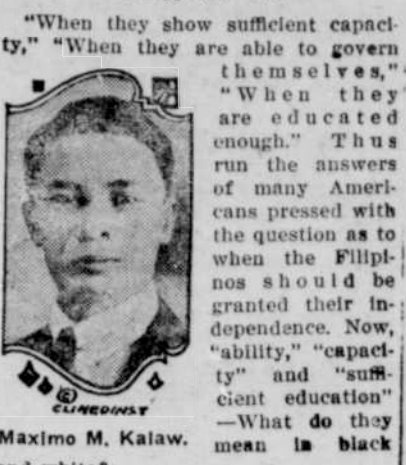 "When they show sufficient capaci-
ty," "When they are able to govern
themselves,"
"When they
are educated
enough." Thus
run the answers
of many Ameri-
cans pressed with
the question as to
when the Filipi-
nos should be
granted their in-
dependence. Now,
"ability," "capaci-
ty" and "suffi-
cient education"
—What do they
mean in black
© CLINEDINST
Maximo M. Kalaw.
and white?